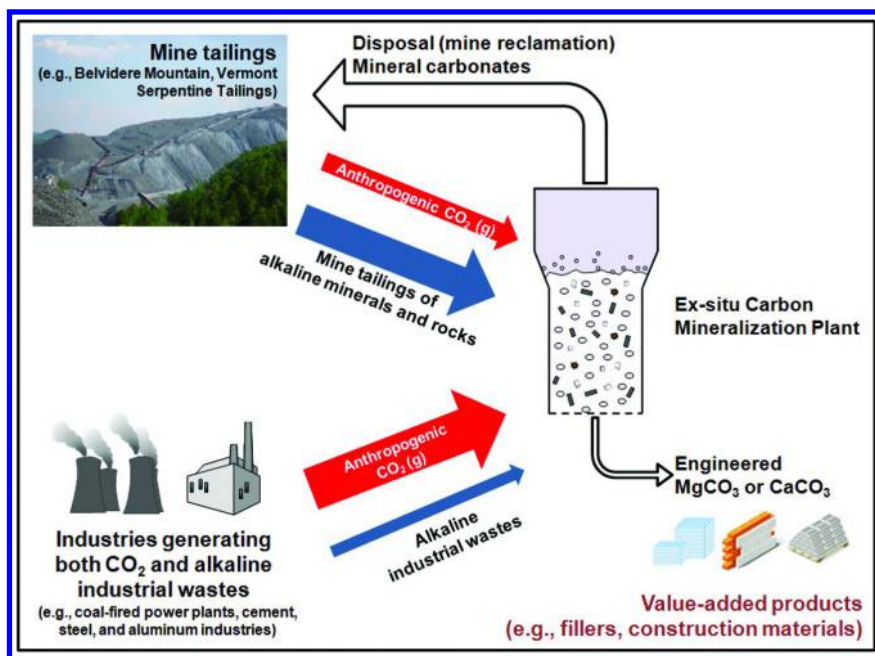 Mine tailings
(e.g., Belvidere Mountain, Vermont
Serpentine Tailings)
Disposal (mine reclamation)
Mineral carbonates
Anthropogenic CO₂ (g)
Mine tailings of
alkaline minerals and rocks
Ex-situ Carbon
Mineralization Plant
Anthropogenic
CO₂ (g)
Alkaline
industrial wastes
Industries generating
both CO₂ and alkaline
industrial wastes
(e.g., coal-fired power plants, cement,
steel, and aluminum industries)
Engineered
MgCO₃ or CaCO₃
Value-added products
(e.g., fillers, construction materials)